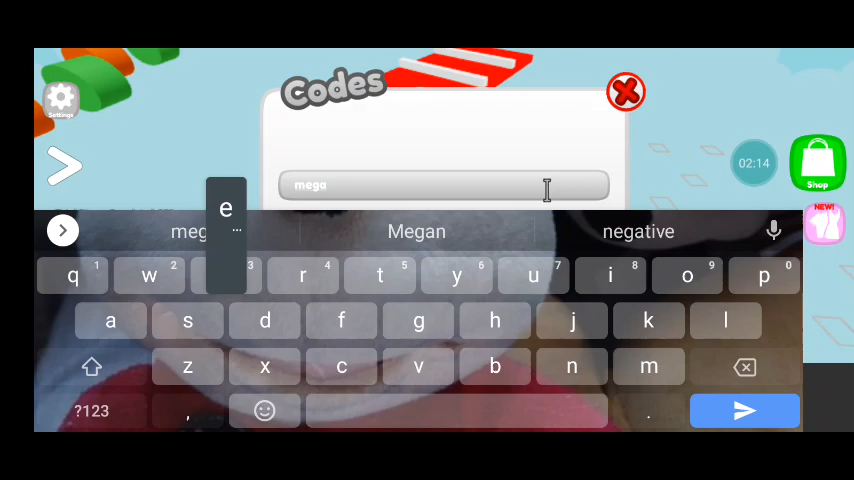 Codes
Settings
mega
02:14
Shop
NEW!
e
...
meg Megan negative
q 1 w 2 3 r 4 t 5 y 6 u 7 i 8 o 9 p 0
a s d f g h j k l
z x c v b n m
?123 , .